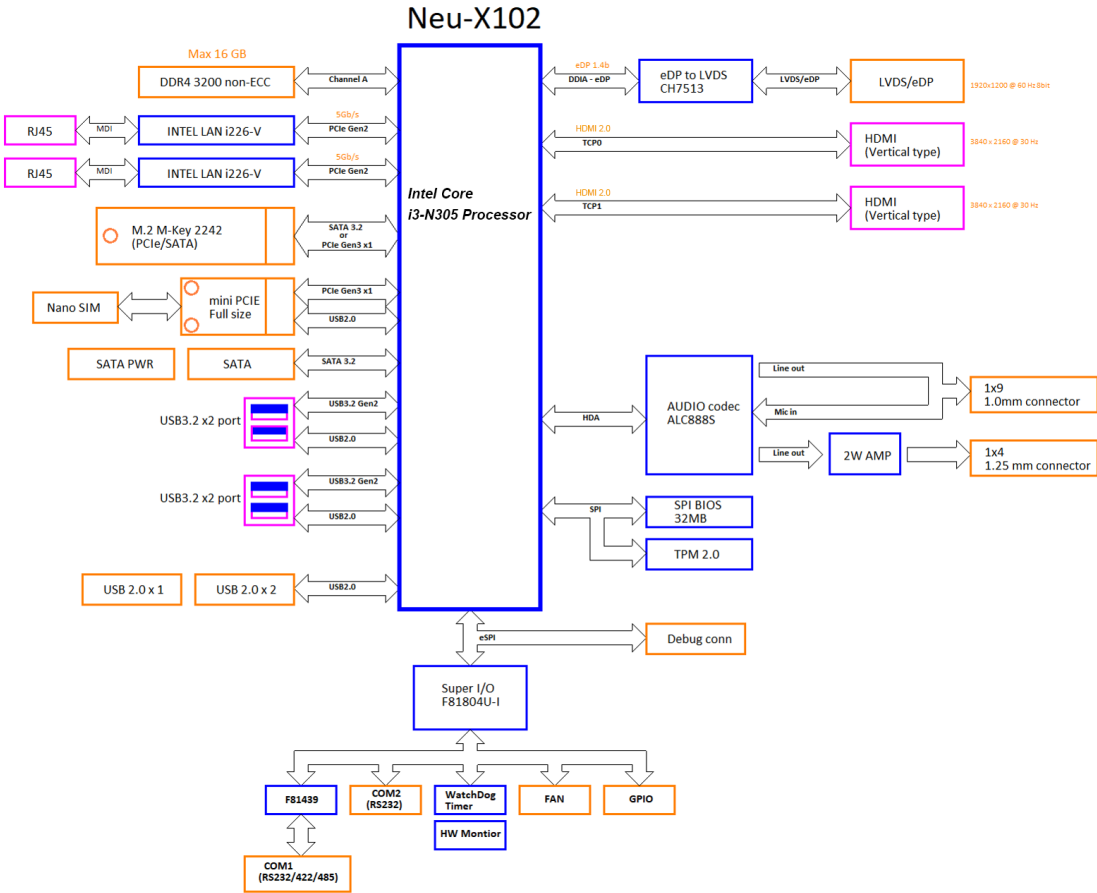 Neu-X102
Max 16 GB
DDR4 3200 non-ECC
Channel A
RJ45
MDI
INTEL LAN i226-V
5Gb/s
PCIe Gen2
RJ45
MDI
INTEL LAN i226-V
5Gb/s
PCIe Gen2
M.2 M-Key 2242
(PCIe/SATA)
SATA 3.2
or
PCIe Gen3 x1
Nano SIM
mini PCIE
Full size
PCIe Gen3 x1
USB2.0
SATA PWR
SATA
SATA 3.2
USB3.2 x2 port
USB3.2 Gen2
USB2.0
USB3.2 x2 port
USB3.2 Gen2
USB2.0
USB 2.0 x 1
USB 2.0 x 2
USB2.0
Intel Core
i3-N305 Processor
eDP 1.4b
DDIA - eDP
eDP to LVDS
CH7513
LVDS/eDP
LVDS/eDP
1920x1200 @ 60 Hz 8bit
HDMI 2.0
TCP0
HDMI
(Vertical type)
3840 x 2160 @ 30 Hz
HDMI 2.0
TCP1
HDMI
(Vertical type)
3840 x 2160 @ 30 Hz
HDA
AUDIO codec
ALC888S
Line out
Mic in
1x9
1.0mm connector
Line out
2W AMP
1x4
1.25 mm connector
SPI
SPI BIOS
32MB
TPM 2.0
eSPI
Debug conn
Super I/O
F81804U-I
F81439
COM2
(RS232)
WatchDog
Timer
FAN
GPIO
HW Montior
COM1
(RS232/422/485)